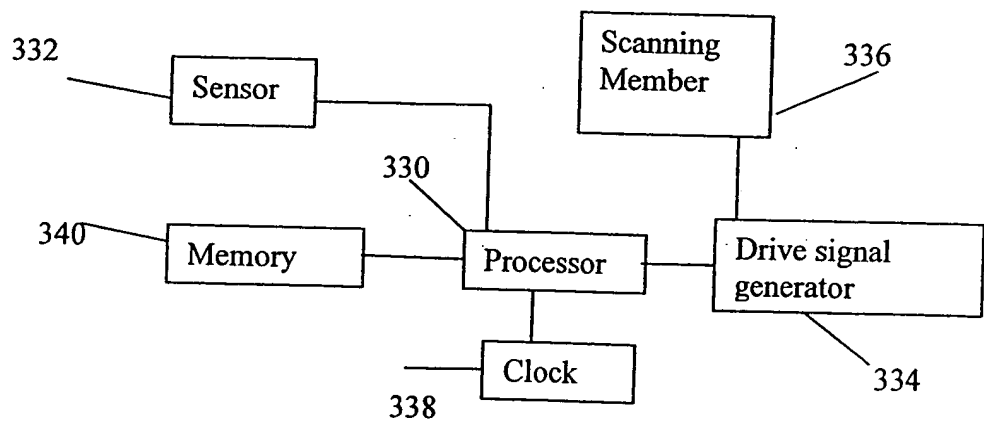 332
Sensor
Scanning
Member
336
330
340
Memory
Processor
Drive signal
generator
Clock
338
334